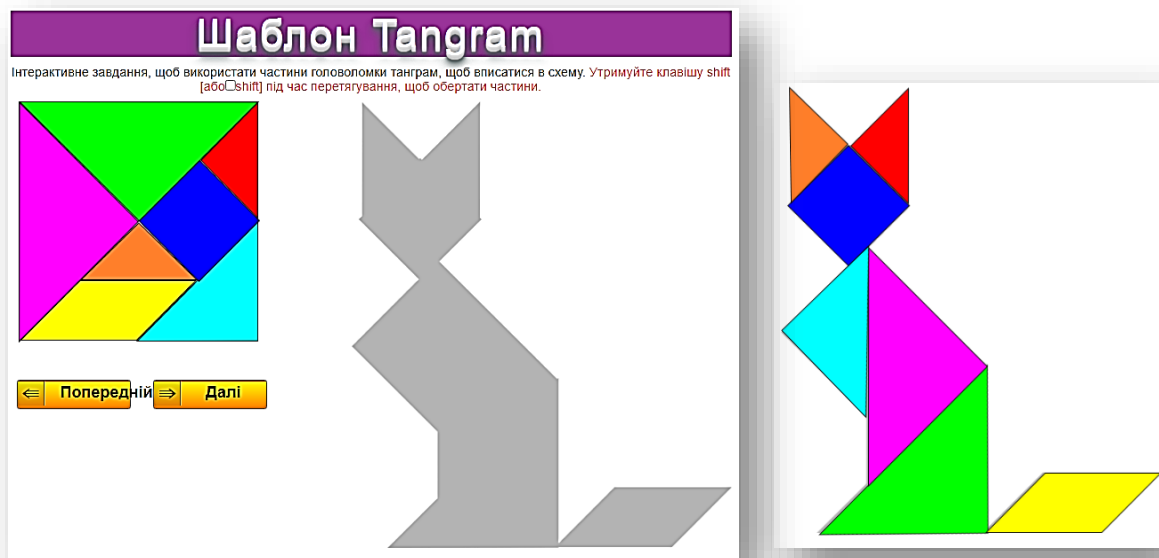 Шаблон Tangram
Інтерактивне завдання, щоб використати частини головоломки танграм, щоб вписатися в схему. Утримуйте клавішу shift
[або▢shift] під час перетягування, щоб обертати частини.
⇐ Попередній ⇒ Далі